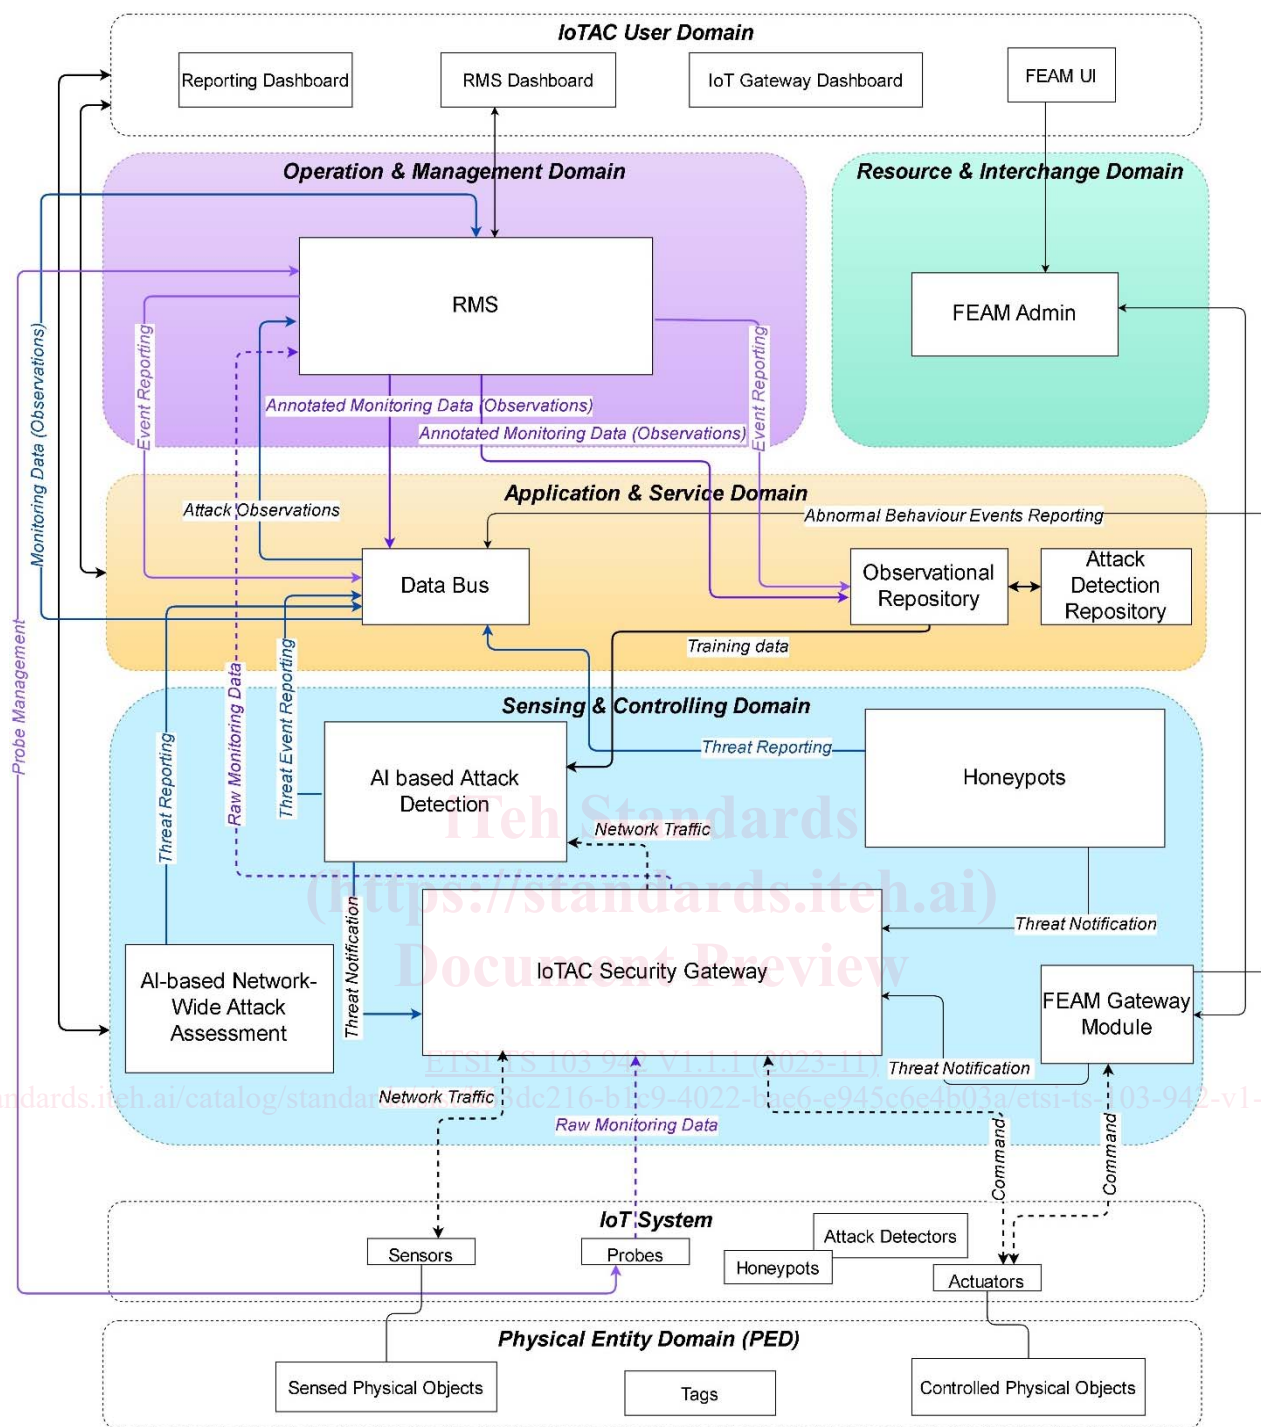 IoTAC User Domain
Reporting Dashboard
RMS Dashboard
IoT Gateway Dashboard
FEAM UI
Operation & Management Domain
Resource & Interchange Domain
RMS
FEAM Admin
Monitoring Data (Observations)
Event Reporting
Annotated Monitoring Data (Observations)
Annotated Monitoring Data (Observations)
Event Reporting
Application & Service Domain
Attack Observations
Abnormal Behaviour Events Reporting
Data Bus
Observational
Repository
Attack
Detection
Repository
Training data
Probe Management
Raw Monitoring Data
Threat Event Reporting
Threat Reporting
Sensing & Controlling Domain
Threat Reporting
AI based Attack
Detection
Honeypots
iTeh Standards
Network Traffic
(https://standards.iteh.ai)
Threat Notification
Threat Notification
Document Preview
IoTAC Security Gateway
AI-based Network-
Wide Attack
Assessment
FEAM Gateway
Module
ETSI TS 103 942 V1.1.1 (2023-11)
Threat Notification
Network Traffic
Raw Monitoring Data
Command
Command
IoT System
Sensors
Probes
Attack Detectors
Honeypots
Actuators
Physical Entity Domain (PED)
Sensed Physical Objects
Tags
Controlled Physical Objects